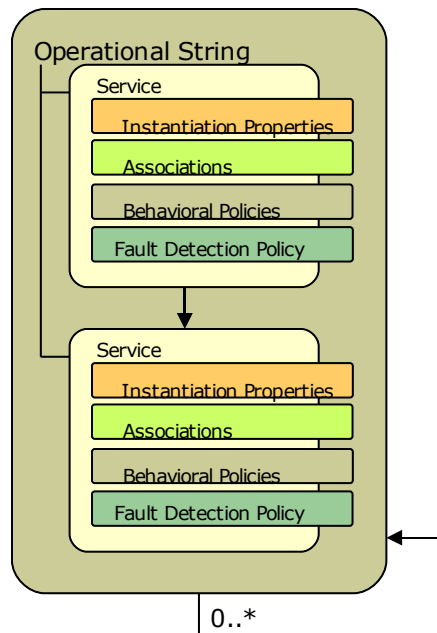 Operational String
Service
Instantiation Properties
Associations
Behavioral Policies
Fault Detection Policy
Service
Instantiation Properties
Associations
Behavioral Policies
Fault Detection Policy
0..*